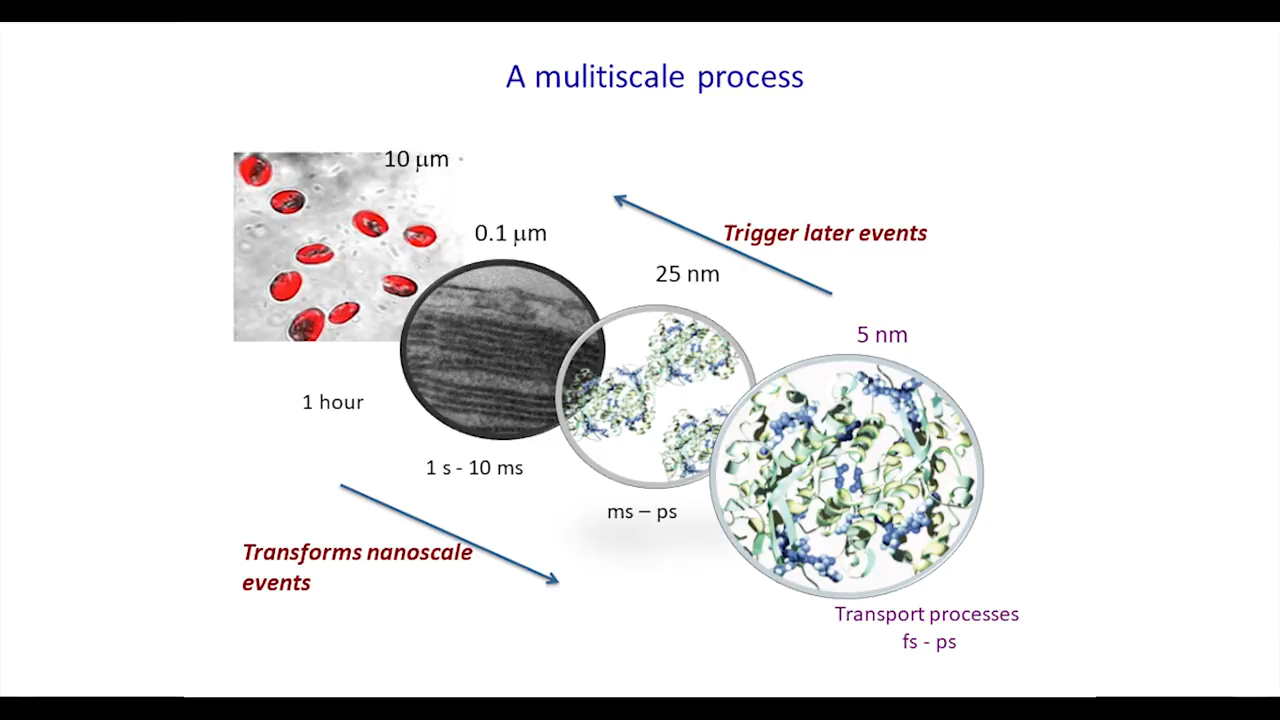 A mulitiscale process
10 μm
0.1 μm
Trigger later events
25 nm
5 nm
1 hour
1 s - 10 ms
ms – ps
Transforms nanoscale
events
Transport processes
fs - ps